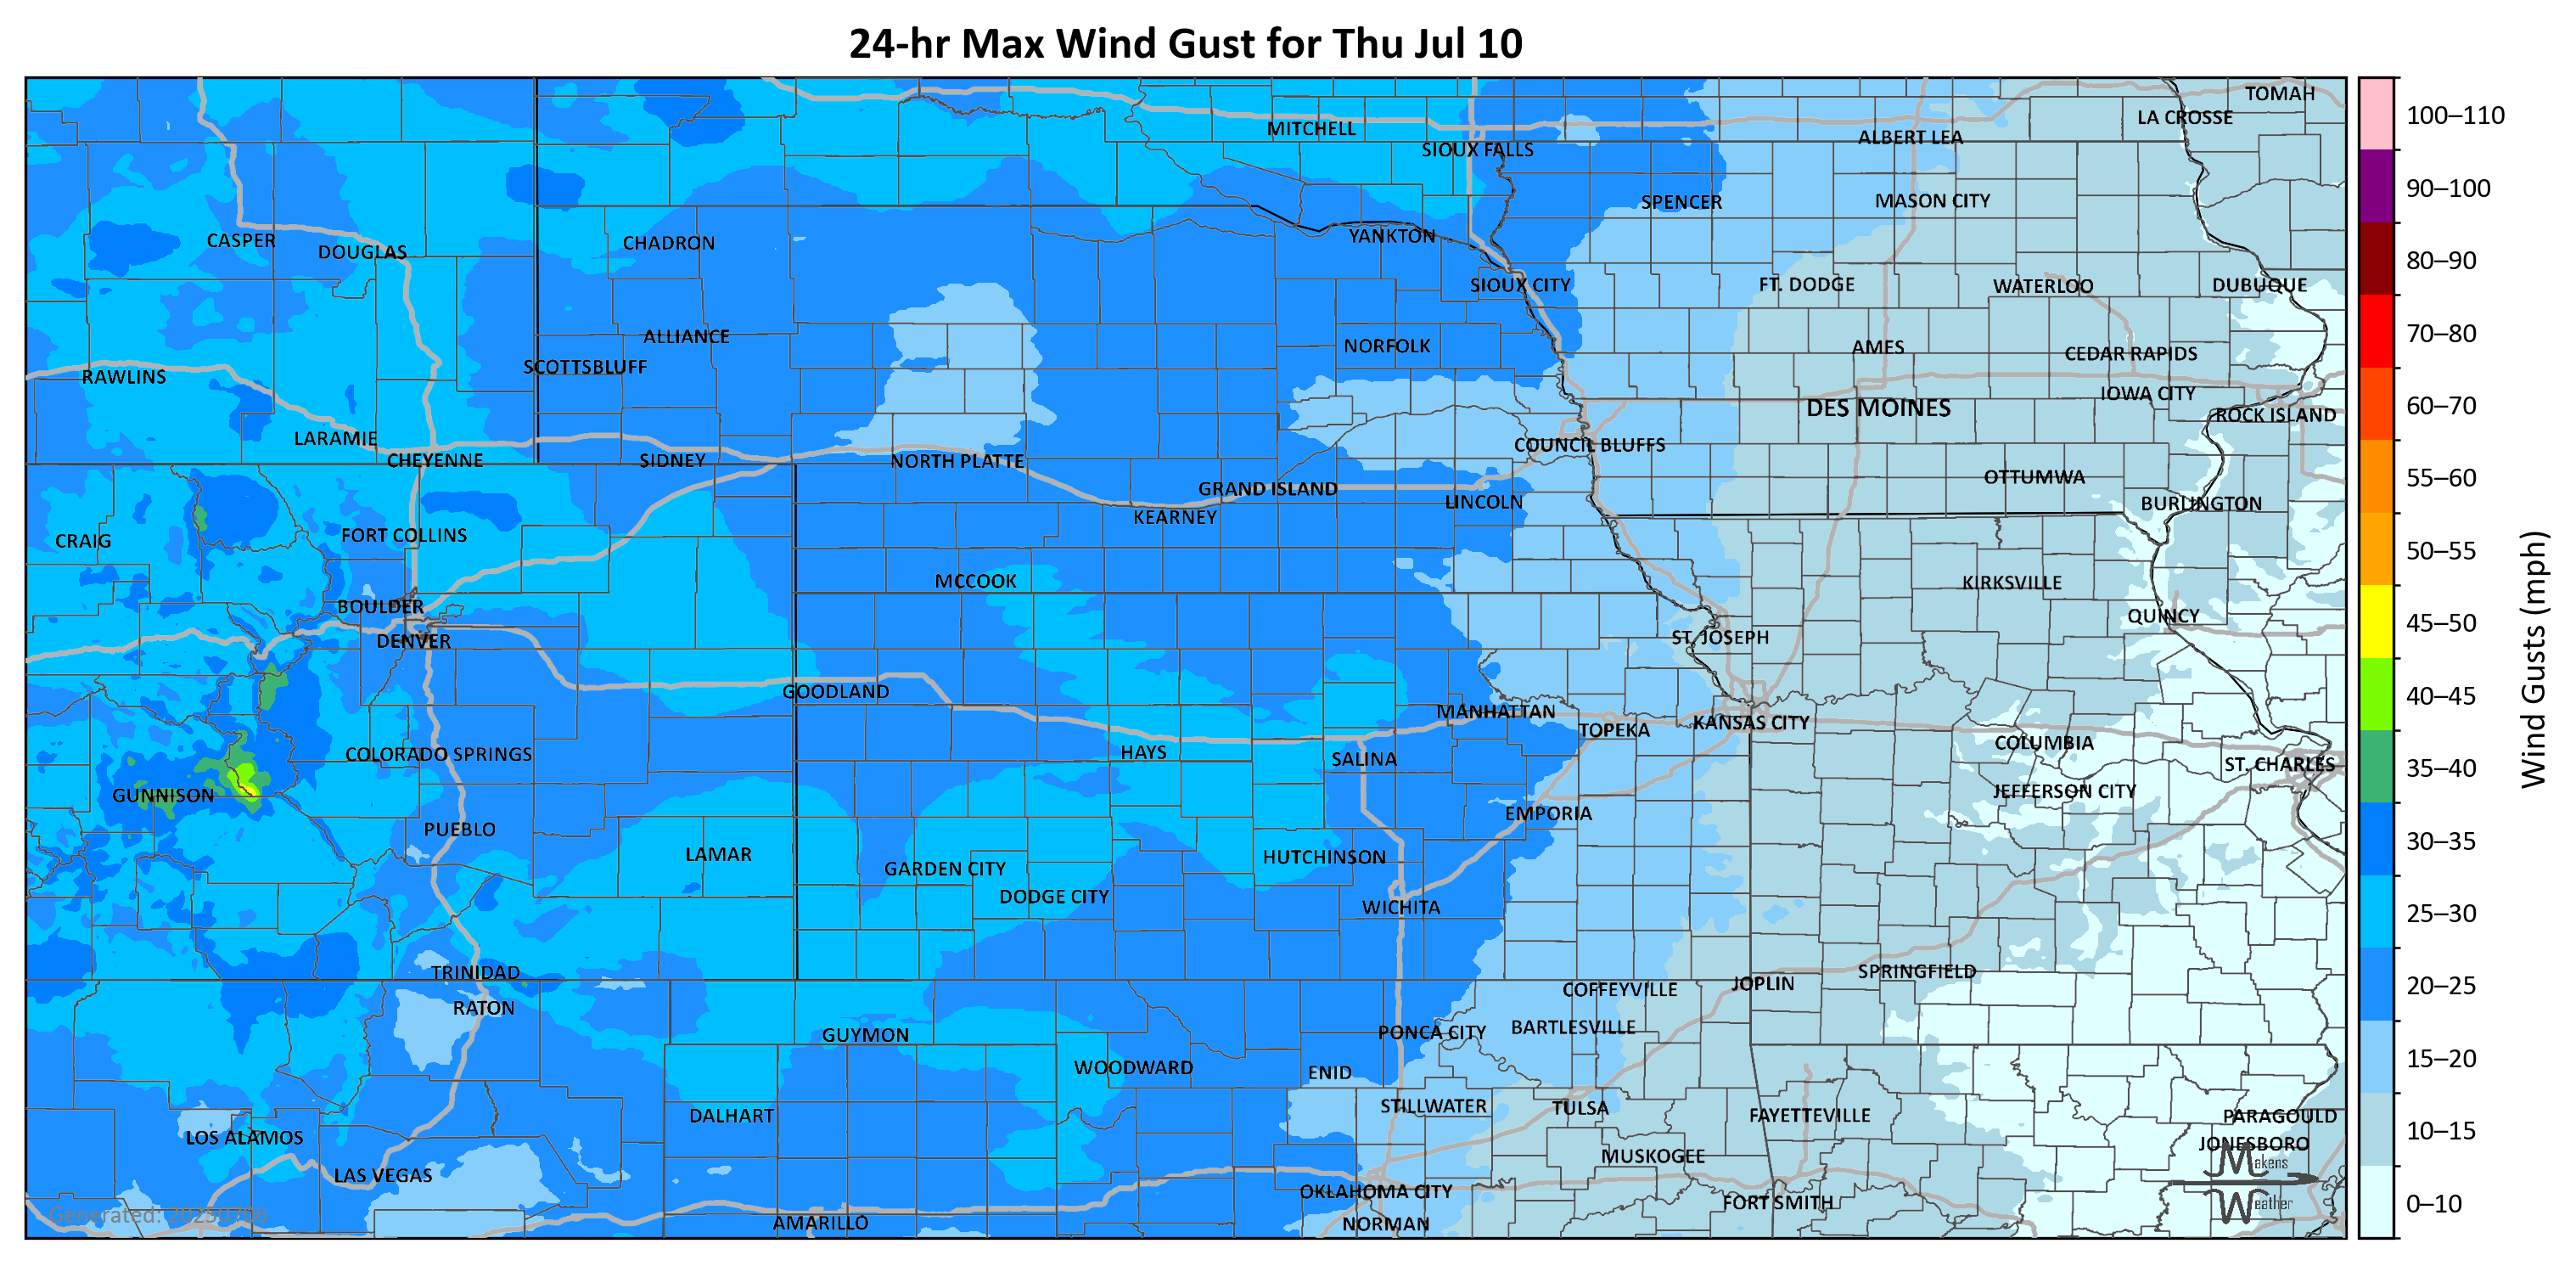 24-hr Max Wind Gust for Thu Jul 10
TOMAH
100–110
LA CROSSE
MITCHELL
ALBERT LEA
SIOUX FALLS
90–100
SPENCER
MASON CITY
CASPER
DOUGLAS
CHADRON
YANKTON
80–90
SIOUX CITY
FT. DODGE
WATERLOO
DUBUQUE
ALLIANCE
70–80
NORFOLK
AMES
CEDAR RAPIDS
SCOTTSBLUFF
RAWLINS
IOWA CITY
60–70
DES MOINES
ROCK ISLAND
LARAMIE
COUNCIL BLUFFS
CHEYENNE
SIDNEY
NORTH PLATTE
55–60
OTTUMWA
GRAND ISLAND
LINCOLN
BURLINGTON
KEARNEY
FORT COLLINS
CRAIG
50–55
MCCOOK
KIRKSVILLE
BOULDER
QUINCY
45–50
DENVER
ST. JOSEPH
Wind Gusts (mph)
GOODLAND
40–45
MANHATTAN
KANSAS CITY
TOPEKA
COLUMBIA
COLORADO SPRINGS
HAYS
SALINA
ST. CHARLES
35–40
GUNNISON
JEFFERSON CITY
EMPORIA
PUEBLO
30–35
LAMAR
HUTCHINSON
GARDEN CITY
DODGE CITY
WICHITA
25–30
TRINIDAD
SPRINGFIELD
JOPLIN
20–25
COFFEYVILLE
RATON
BARTLESVILLE
GUYMON
PONCA CITY
15–20
WOODWARD
ENID
STILLWATER
TULSA
DALHART
FAYETTEVILLE
PARAGOULD
10–15
LOS ALAMOS
JONESBORO
MUSKOGEE
Makens
LAS VEGAS
OKLAHOMA CITY
FORT SMITH
Weather
0–10
Generated: 20250706
AMARILLO
NORMAN